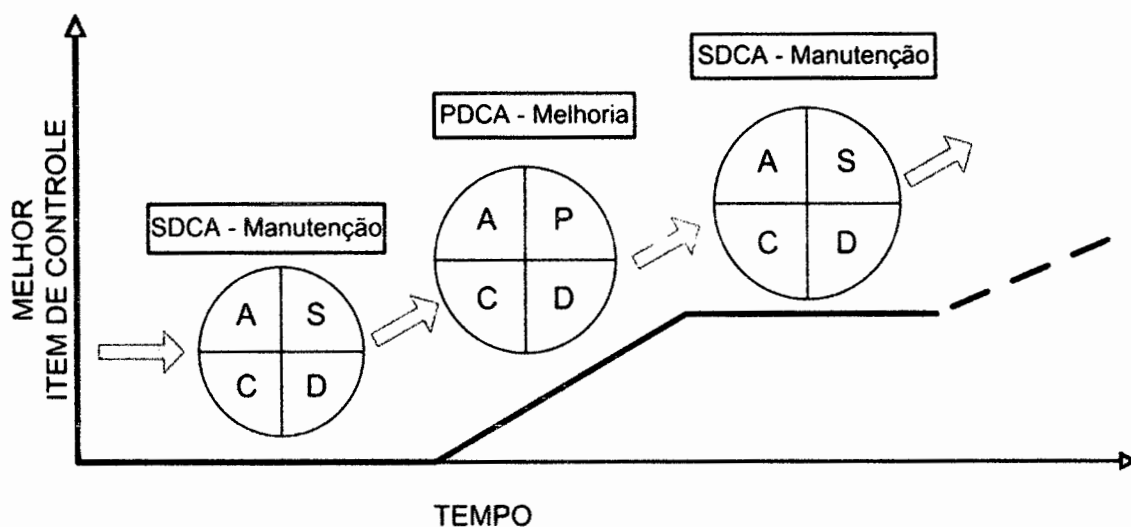 SDCA - Manutenção
PDCA - Melhoria
SDCA - Manutenção
A S
C D
A P
C D
A S
C D
MELHOR
ITEM DE CONTROLE
TEMPO